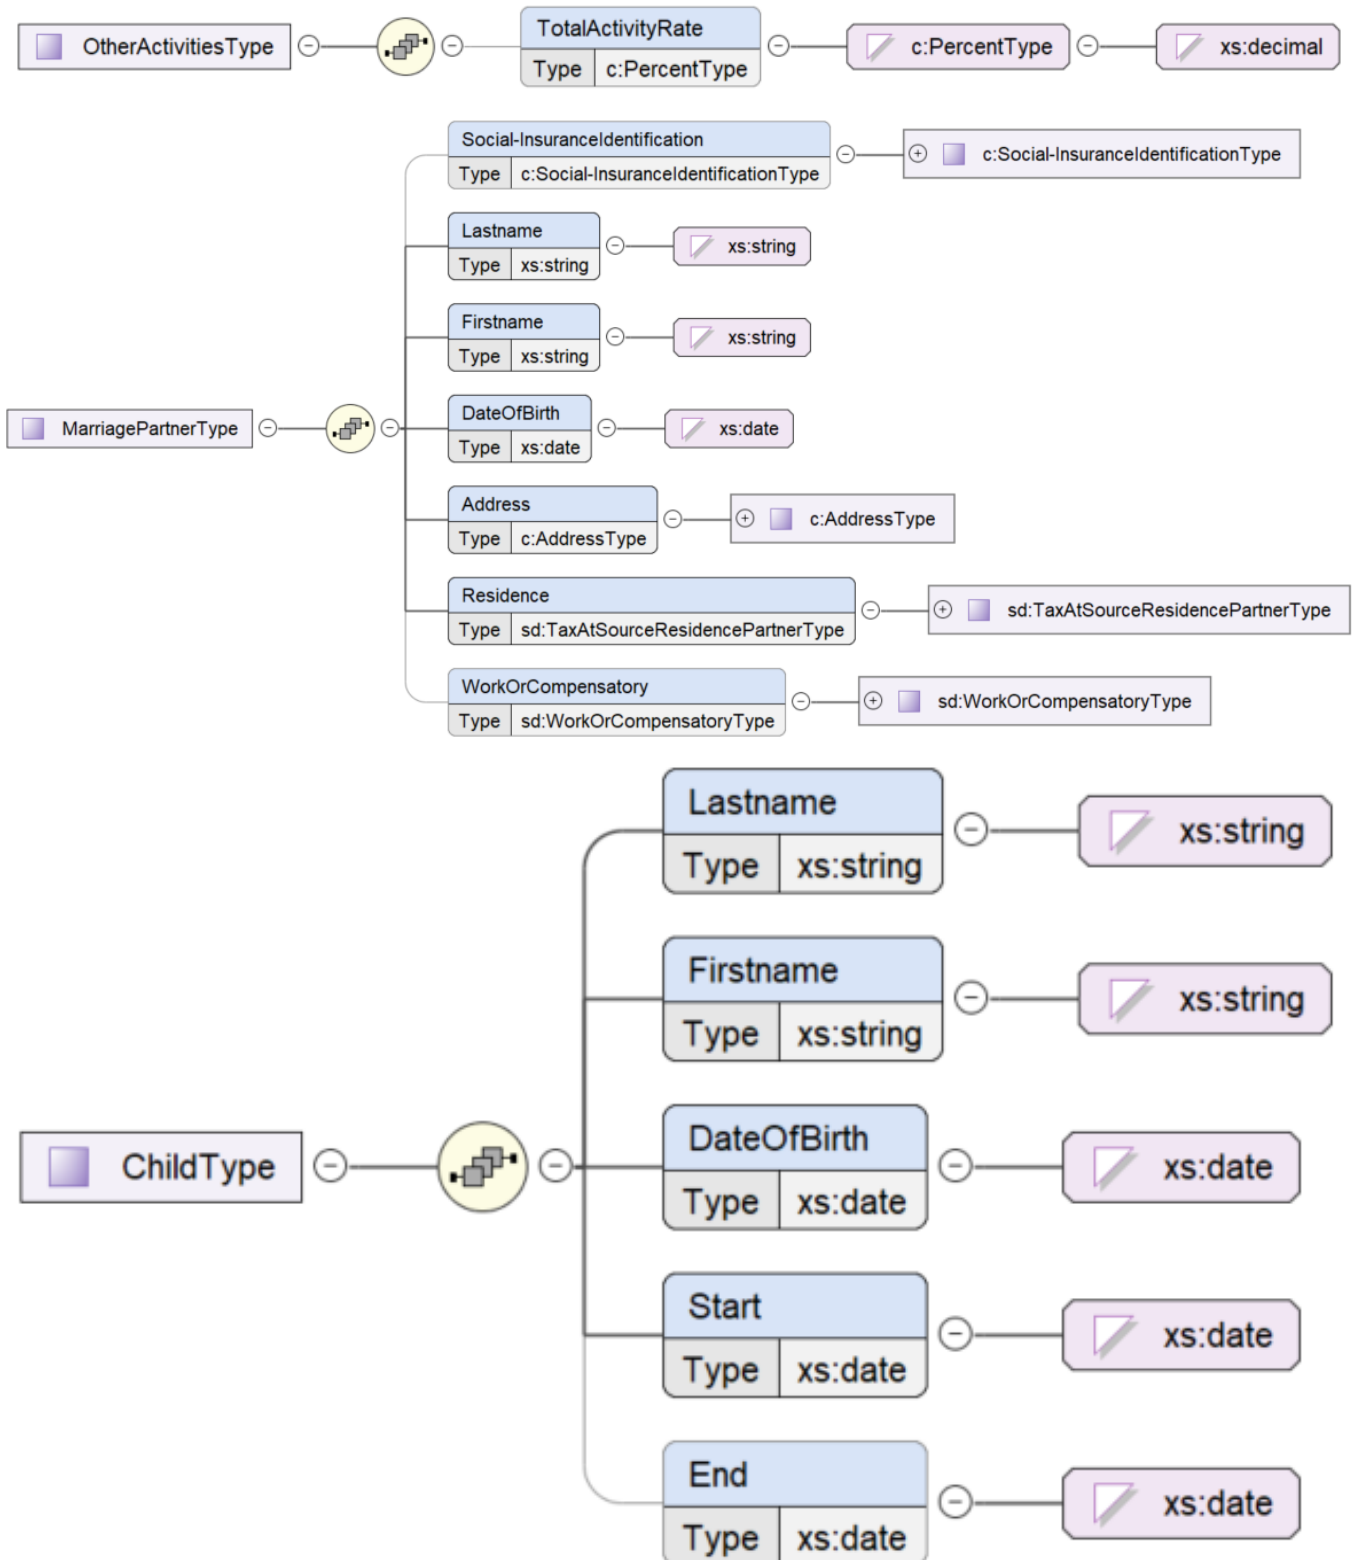 OtherActivitiesType
TotalActivityRate
Type c:PercentType
c:PercentType
xs:decimal
Social-InsuranceIdentification
Type c:Social-InsuranceIdentificationType
c:Social-InsuranceIdentificationType
Lastname
Type xs:string
xs:string
Firstname
Type xs:string
xs:string
MarriagePartnerType
DateOfBirth
Type xs:date
xs:date
Address
Type c:AddressType
c:AddressType
Residence
Type sd:TaxAtSourceResidencePartnerType
sd:TaxAtSourceResidencePartnerType
WorkOrCompensatory
Type sd:WorkOrCompensatoryType
sd:WorkOrCompensatoryType
Lastname
Type xs:string
xs:string
Firstname
Type xs:string
xs:string
ChildType
DateOfBirth
Type xs:date
xs:date
Start
Type xs:date
xs:date
End
Type xs:date
xs:date